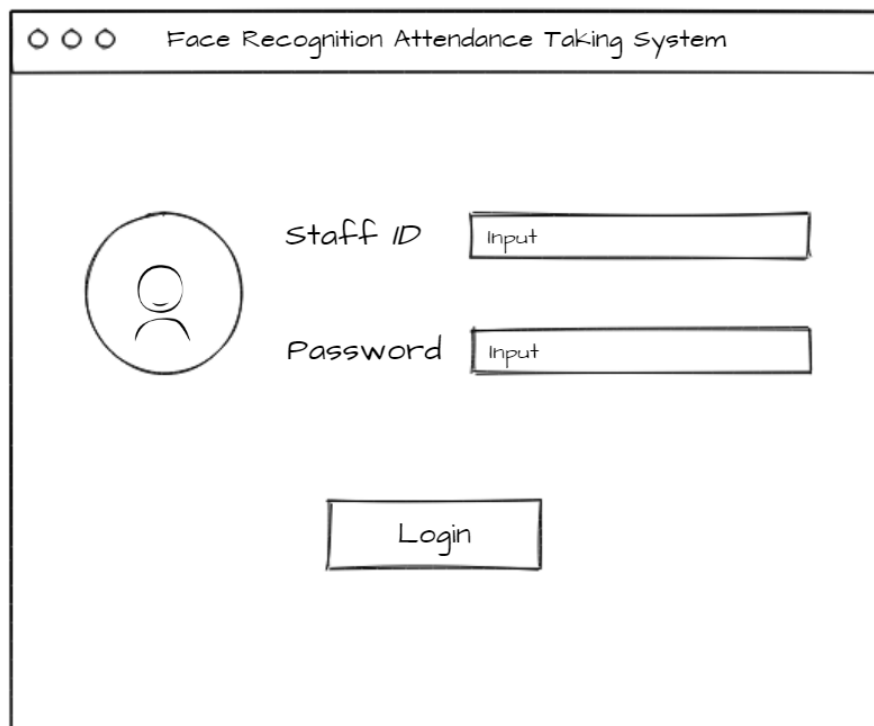 Face Recognition Attendance Taking System
Staff ID
Input
Password
Input
Login